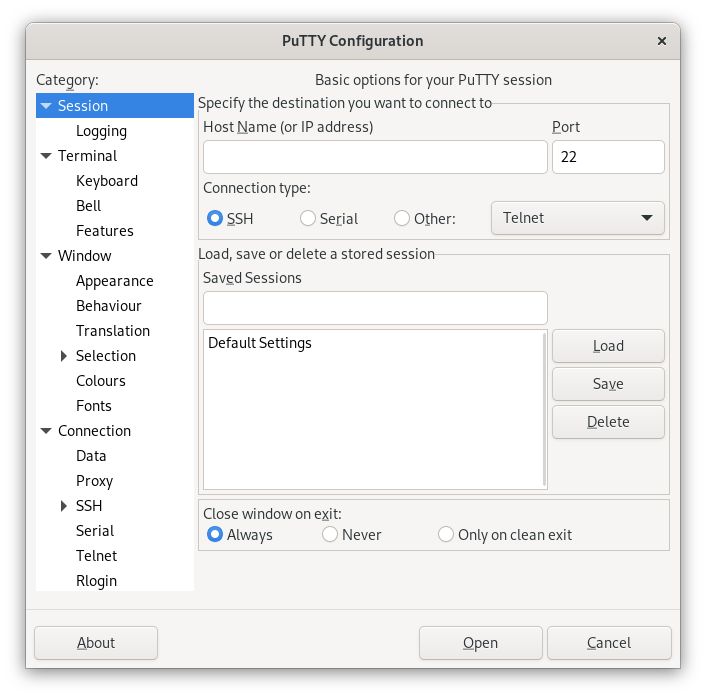 PuTTY Configuration ×
Category:
Session
Logging
Terminal
Keyboard
Bell
Features
Window
Appearance
Behaviour
Translation
Selection
Colours
Fonts
Connection
Data
Proxy
SSH
Serial
Telnet
Rlogin
Basic options for your PuTTY session
Specify the destination you want to connect to
Host Name (or IP address) Port
22
Connection type:
SSH Serial Other: Telnet
Load, save or delete a stored session
Saved Sessions
Default Settings
Load
Save
Delete
Close window on exit:
Always Never Only on clean exit
About Open Cancel